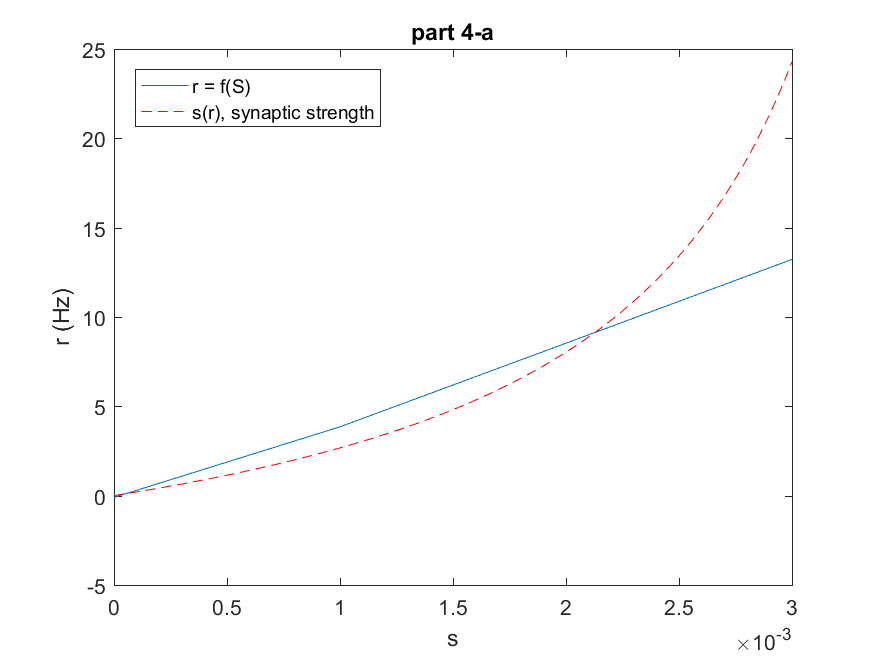 part 4-a
r = f(S)
s(r), synaptic strength
25
20
15
10
5
0
-5
r (Hz)
0 0.5 1 1.5 2 2.5 3
s
×10-3